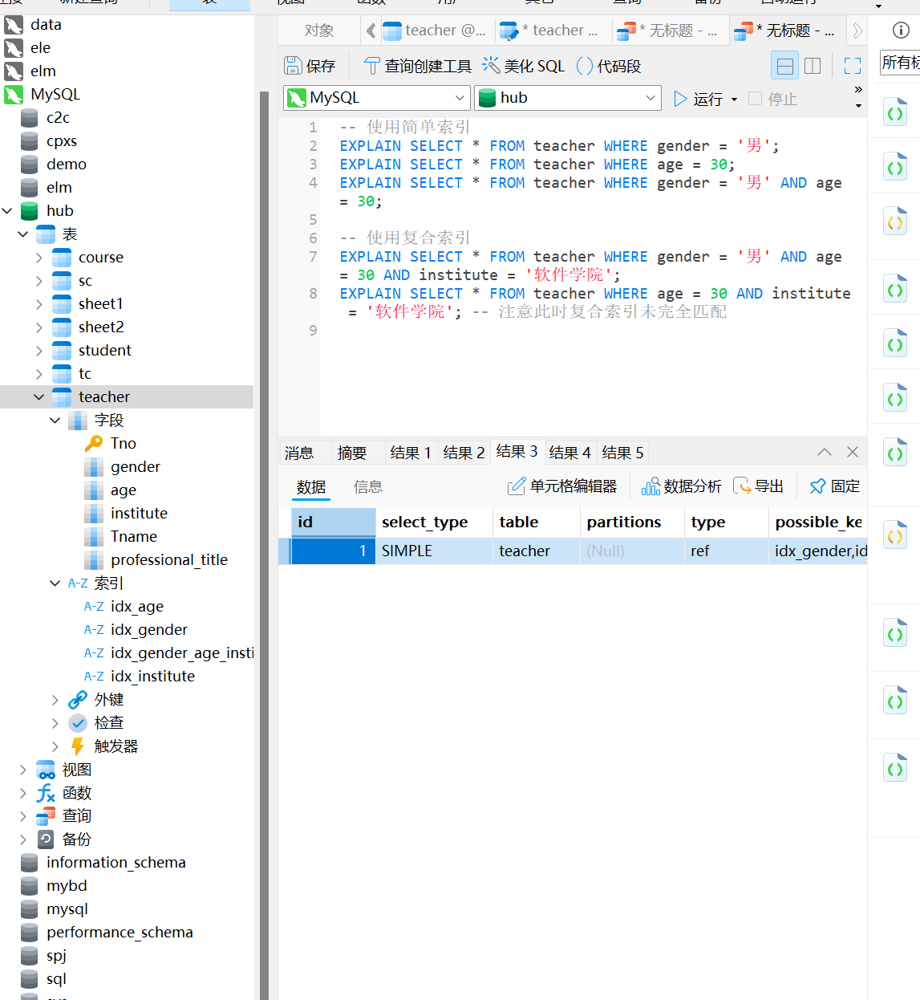 data
ele
elm
MySQL
c2c
cpxs
demo
elm
hub
表
course
sc
sheet1
sheet2
student
tc
teacher
字段
Tno
gender
age
institute
Tname
professional_title
A-Z 索引
A-Z idx_age
A-Z idx_gender
A-Z idx_gender_age_insti
A-Z idx_institute
外键
检查
触发器
视图
函数
查询
备份
information_schema
mybd
mysql
performance_schema
spj
sql
对象 teacher @... * teacher ... * 无标题 - ... * 无标题 - ...
保存 查询创建工具 美化 SQL () 代码段
所有标
MySQL hub 运行 停止
1 -- 使用简单索引
2 EXPLAIN SELECT * FROM teacher WHERE gender = '男';
3 EXPLAIN SELECT * FROM teacher WHERE age = 30;
4 EXPLAIN SELECT * FROM teacher WHERE gender = '男' AND age
= 30;
5
6 -- 使用复合索引
7 EXPLAIN SELECT * FROM teacher WHERE gender = '男' AND age
= 30 AND institute = '软件学院';
8 EXPLAIN SELECT * FROM teacher WHERE age = 30 AND institute
= '软件学院'; -- 注意此时复合索引未完全匹配
9
消息 摘要 结果 1 结果 2 结果 3 结果 4 结果 5
数据 信息 单元格编辑器 数据分析 导出 固定
id select_type table partitions type possible_ke
1 SIMPLE teacher (Null) ref idx_gender,id